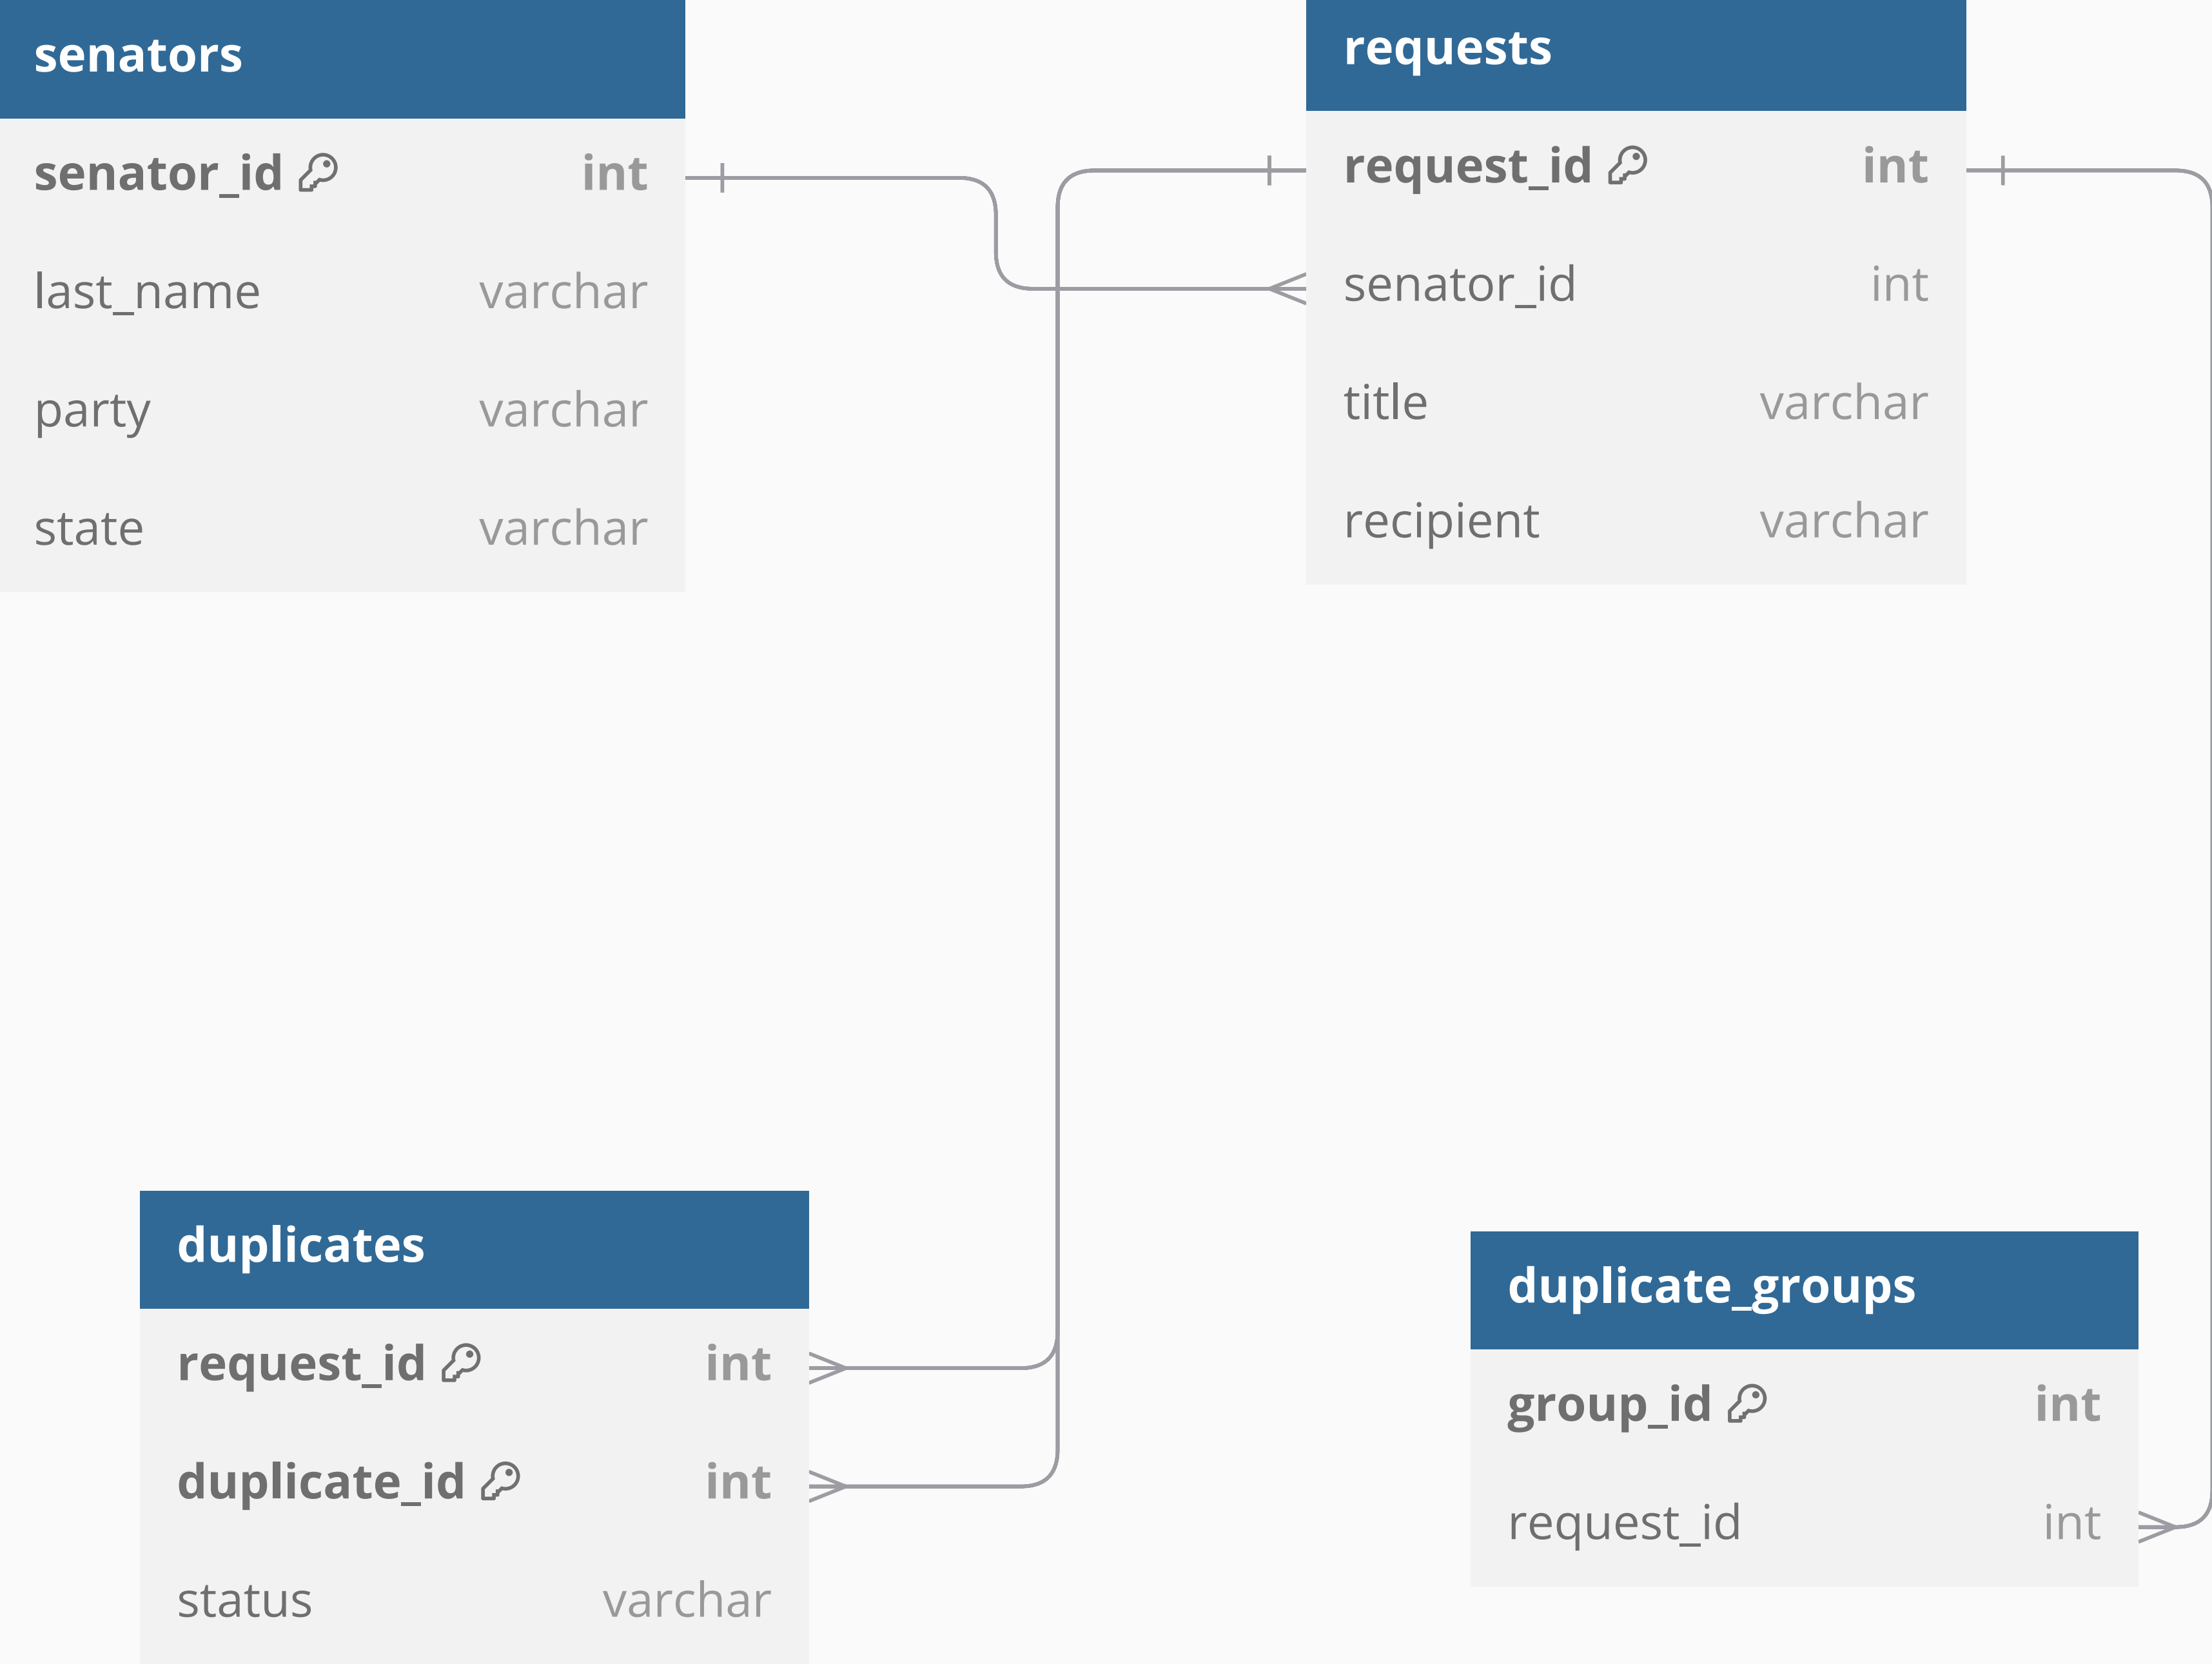 senators
senator_id int
last_name varchar
party varchar
state varchar
requests
request_id int
senator_id int
title varchar
recipient varchar
duplicates
request_id int
duplicate_id int
status varchar
duplicate_groups
group_id int
request_id int